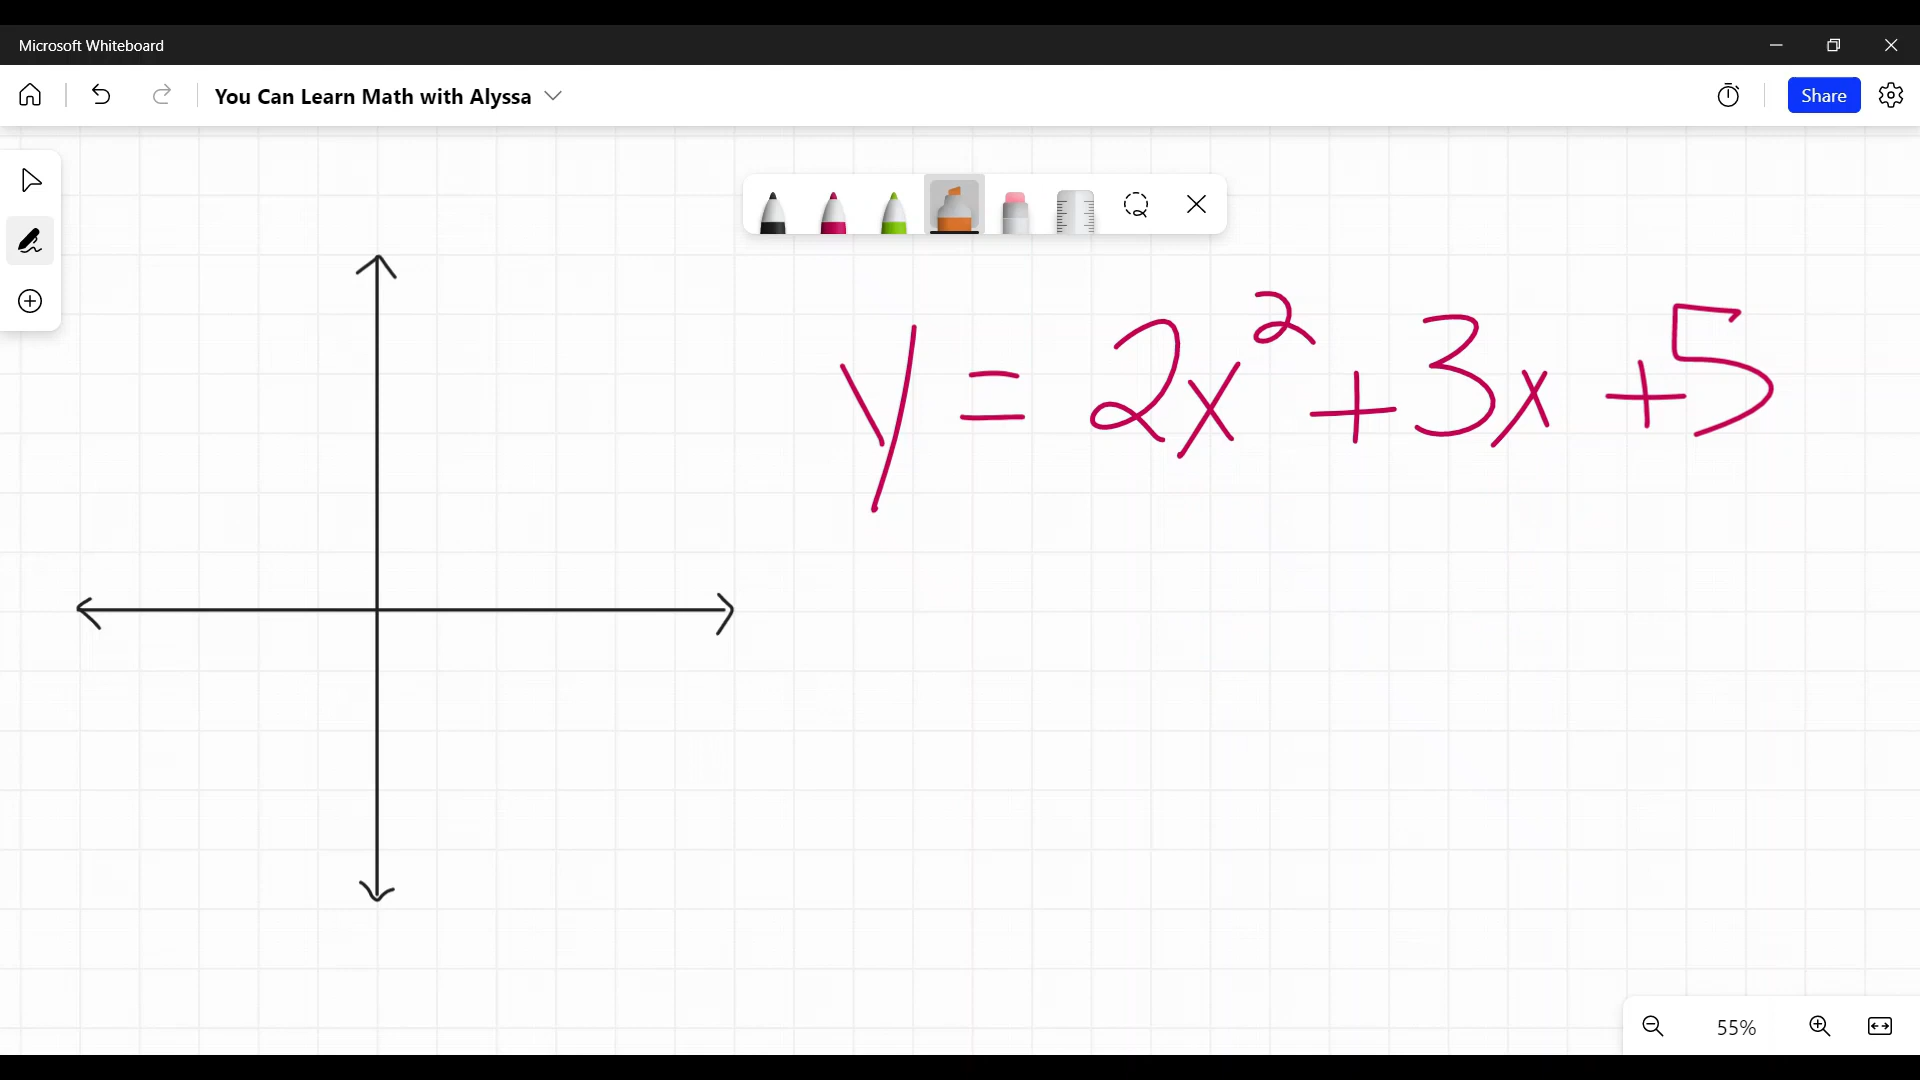 Microsoft Whiteboard
You Can Learn Math with Alyssa
Share
y = 2x² + 3x + 5
55%